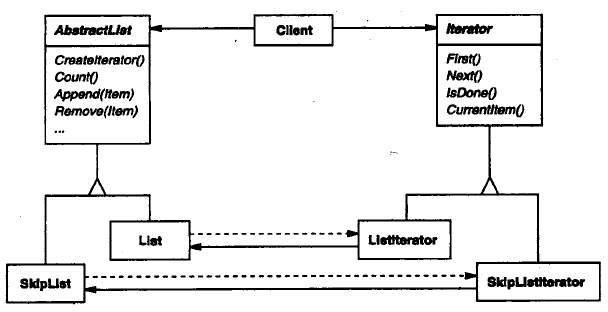 AbstractList
CreateIterator()
Count()
Append(Item)
Remove(Item)
...
Client
Iterator
First()
Next()
IsDone()
CurrentItem()
List
ListIterator
SkipList
SkipListIterator